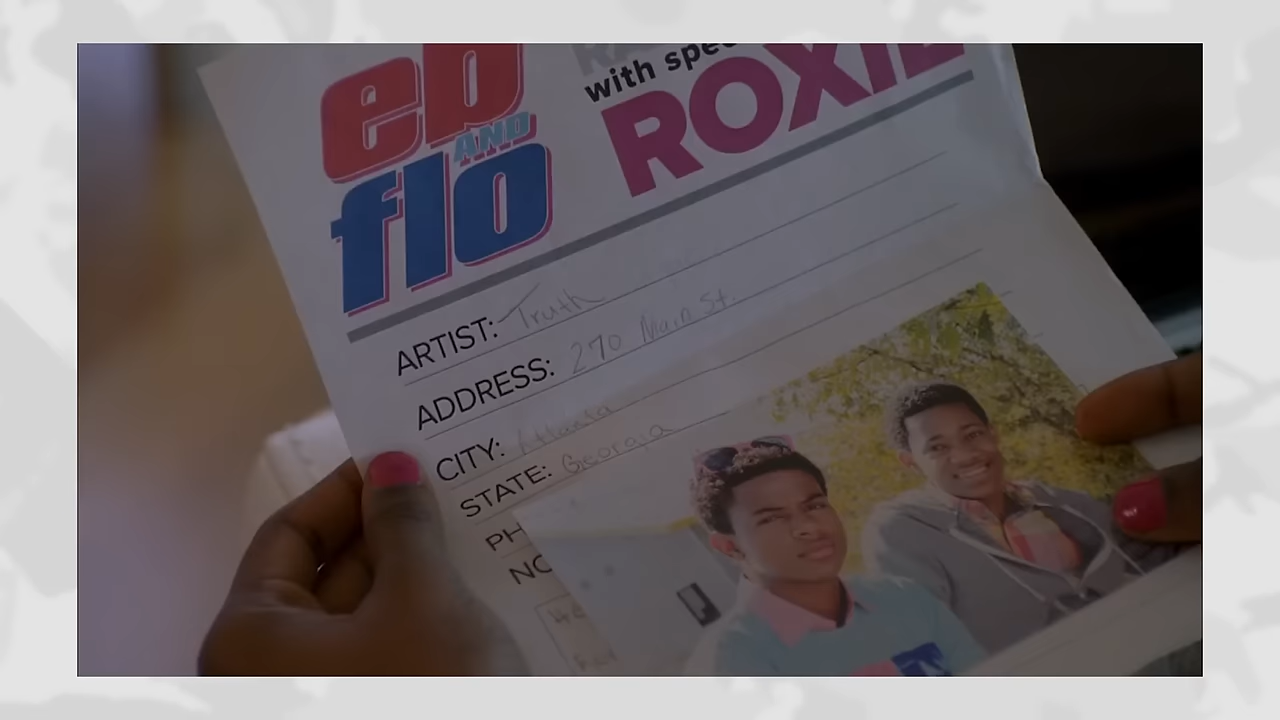 eb
AND
flo
with spe
ROXIE
ARTIST: Truth
ADDRESS: 270 Main St.
CITY: Atlanta
STATE: Georgia
PH
NO